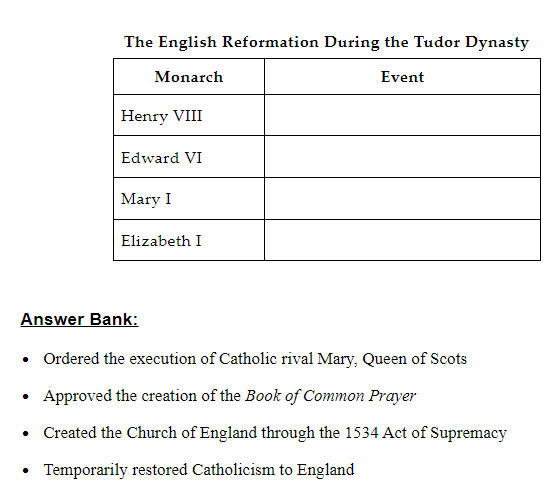 The English Reformation During the Tudor Dynasty
Monarch Event
Henry VIII
Edward VI
Mary I
Elizabeth I
Answer Bank:
• Ordered the execution of Catholic rival Mary, Queen of Scots
• Approved the creation of the Book of Common Prayer
• Created the Church of England through the 1534 Act of Supremacy
• Temporarily restored Catholicism to England